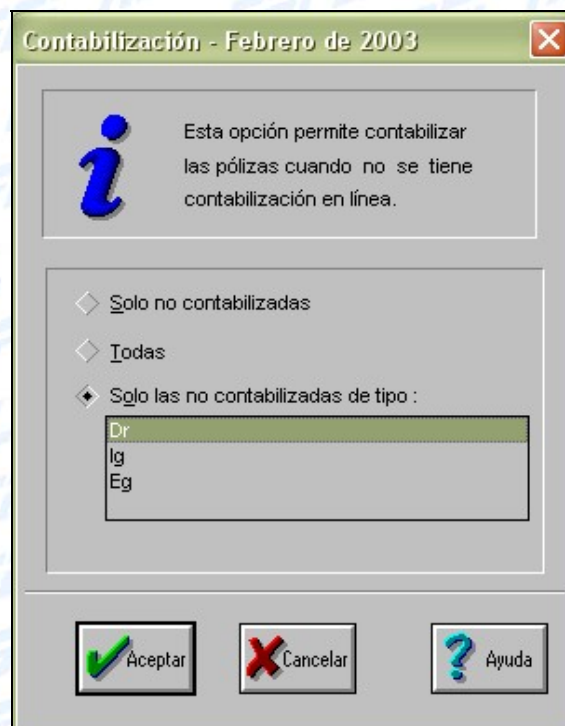 Contabilización - Febrero de 2003
Esta opción permite contabilizar
las pólizas cuando no se tiene
contabilización en línea.
Solo no contabilizadas
Todas
Solo las no contabilizadas de tipo :
Dr
Ig
Eg
Aceptar
Cancelar
Ayuda